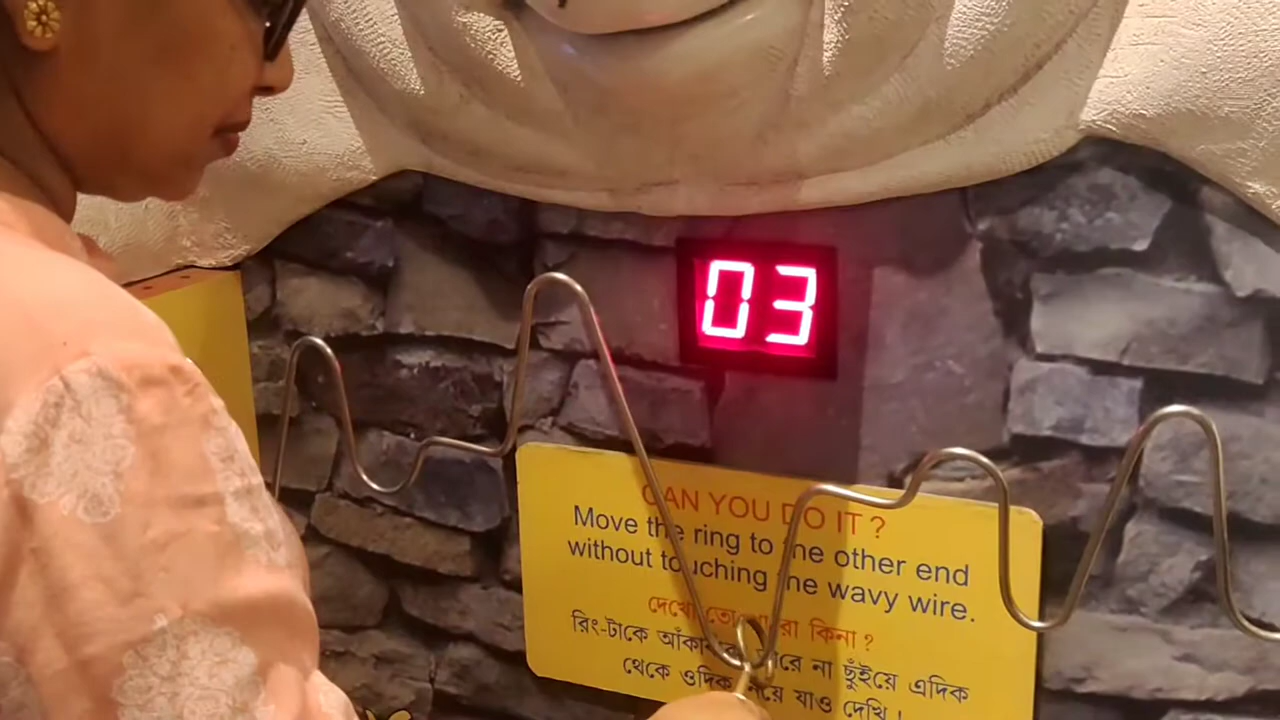 03
CAN YOU DO IT ?
Move the ring to the other end
without touching the wavy wire.
দেখো তো কিনা ?
রিং-টাকে না ছুঁইয়ে এদিক
থেকে ওদিক যাও দেখি।